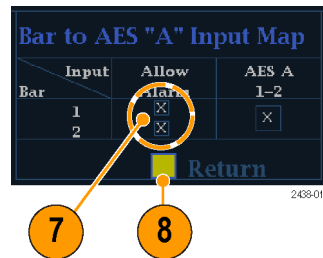 Bar to AES "A" Input Map
Input Allow AES A
Bar Alarm 1-2
1 X X
2 X
Return
2438-01
7 8